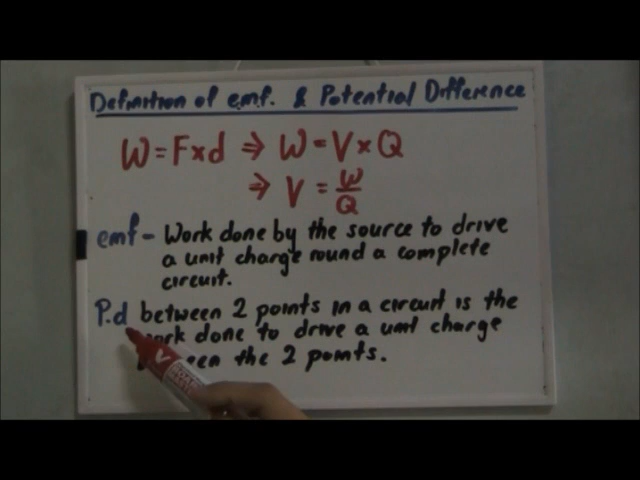 Definition of e.m.f. & Potential Difference
W = F x d ⇒ W = V x Q
⇒ V = W/Q
emf - Work done by the source to drive
a unit charge round a complete
circuit.
P.d between 2 points in a circuit is the
work done to drive a unit charge
the 2 points.